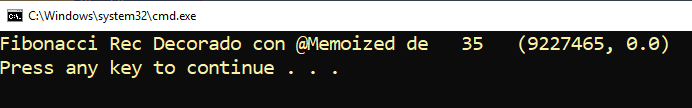 C:\Windows\system32\cmd.exe
Fibonacci Rec Decorado con @Memoized de   35   (9227465, 0.0)
Press any key to continue . . .